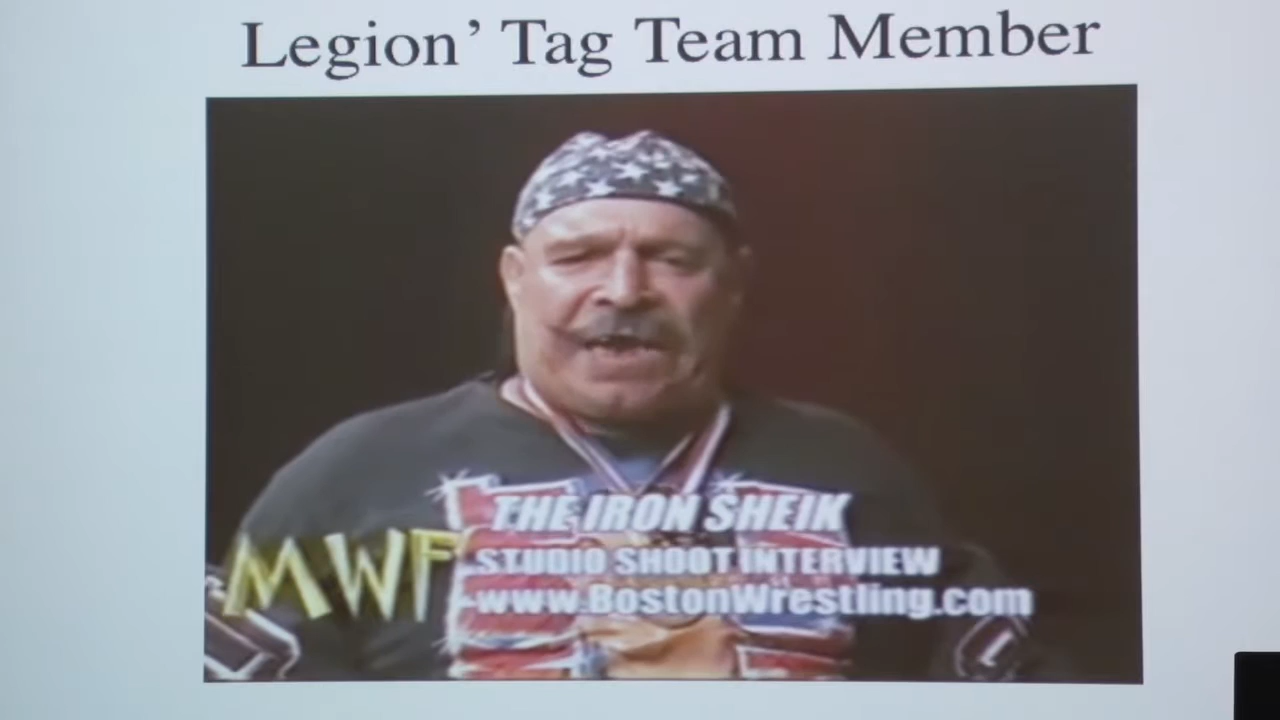 Legion’ Tag Team Member
THE IRON SHEIK
MWF
STUDIO SHOOT INTERVIEW
www.BostonWrestling.com